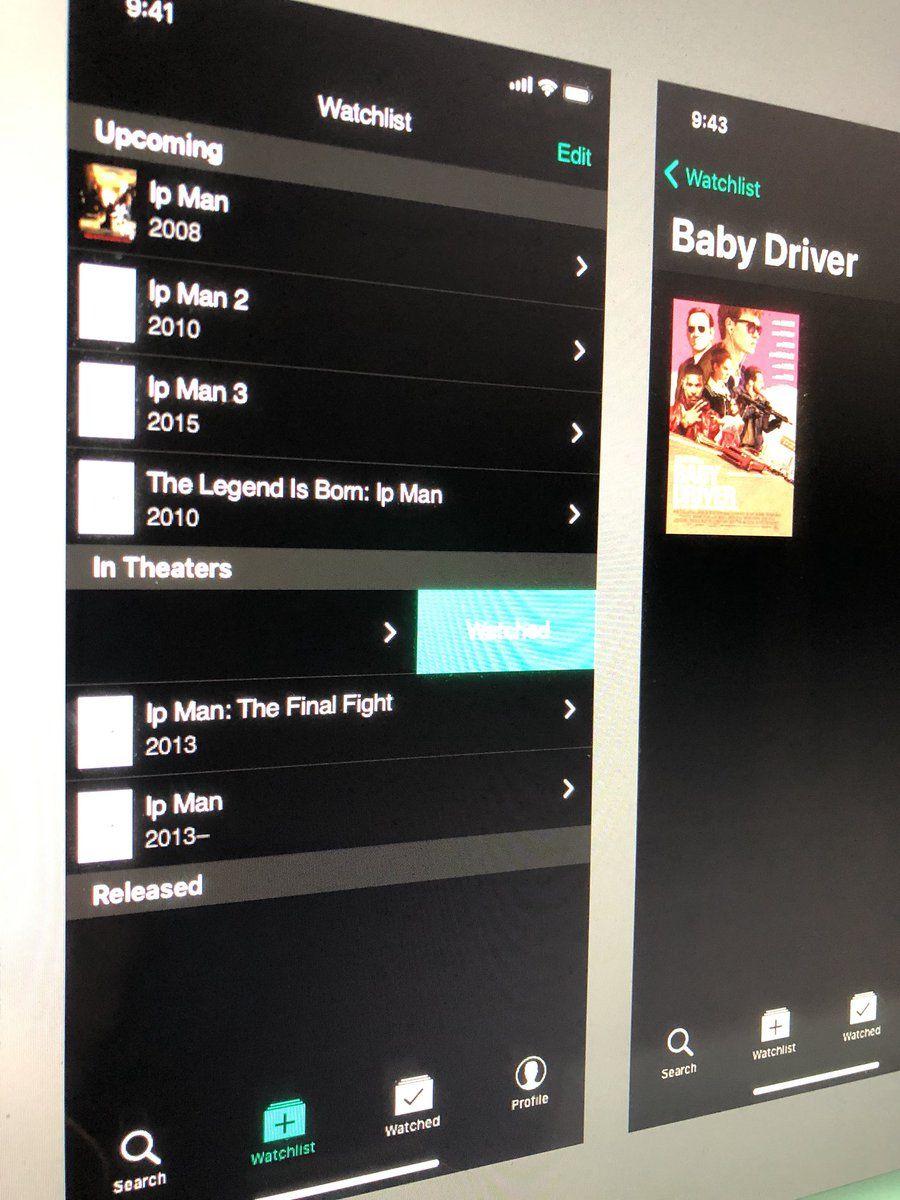 9:41
Watchlist
Edit
Upcoming
Ip Man
2008
Ip Man 2
2010
Ip Man 3
2015
The Legend Is Born: Ip Man
2010
In Theaters
Watched
Ip Man: The Final Fight
2013
Ip Man
2013–
Released
Search
Watchlist
Watched
Profile
9:43
Watchlist
Baby Driver
BABY
DRIVER
Search
Watchlist
Watched